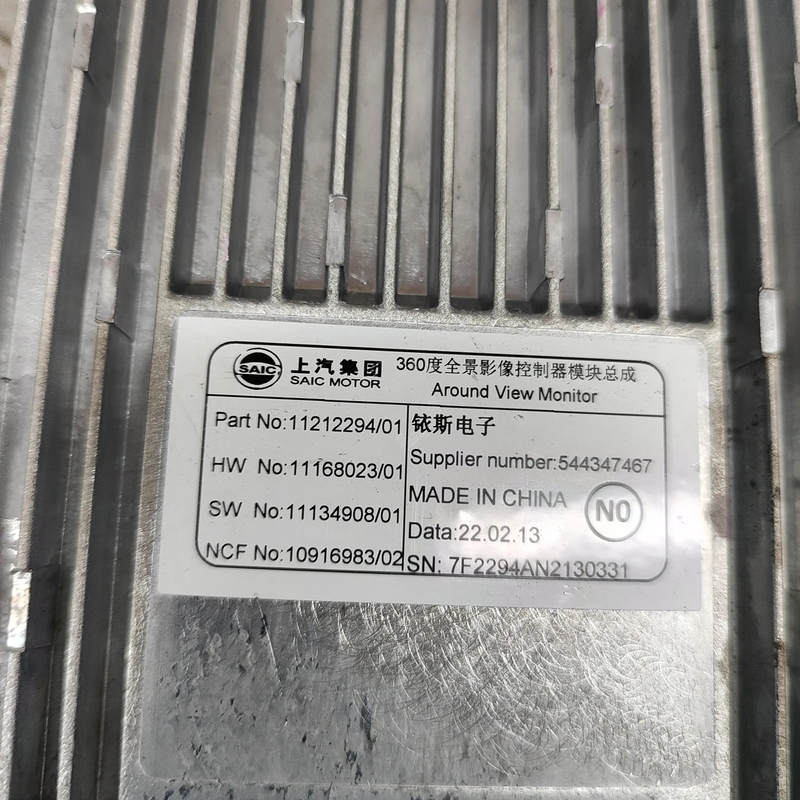 SAIC 上汽集团 SAIC MOTOR
360度全景影像控制器模块总成
Around View Monitor
Part No:11212294/01
HW No:11168023/01
SW No:11134908/01
NCF No:10916983/02
铱斯电子
Supplier number:544347467
MADE IN CHINA
N0
Data:22.02.13
SN: 7F2294AN2130331